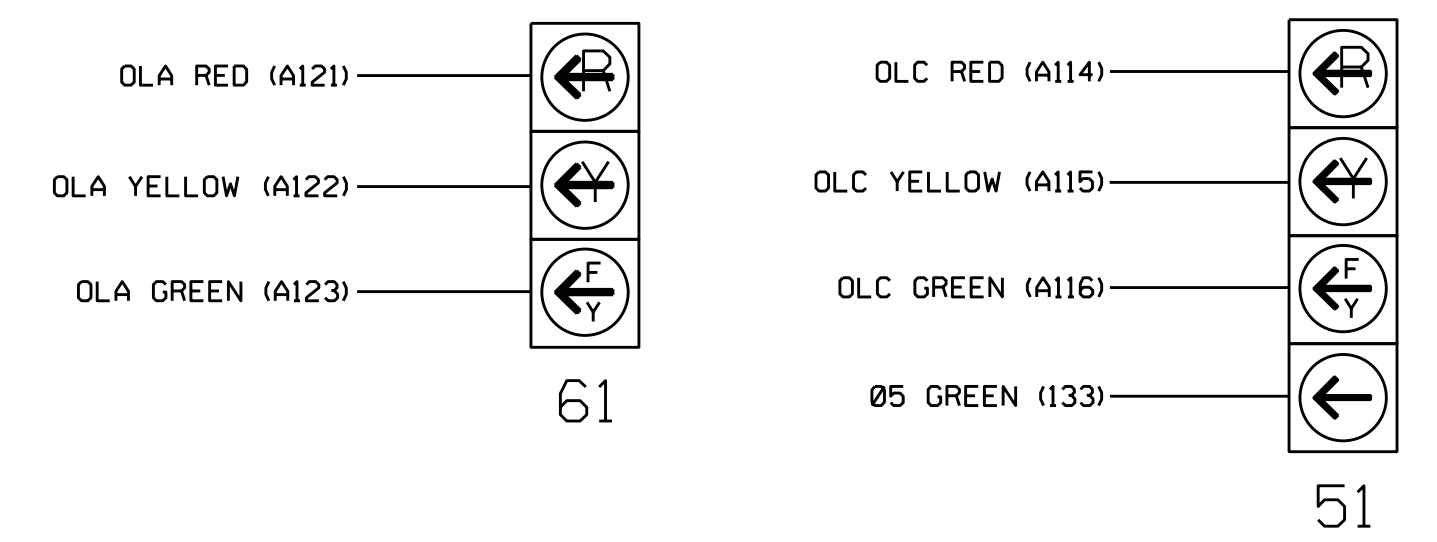 OLA RED (A121)
R
OLA YELLOW (A122)
Y
OLA GREEN (A123)
F
Y
61
OLC RED (A114)
R
OLC YELLOW (A115)
Y
OLC GREEN (A116)
F
Y
Ø5 GREEN (133)
51